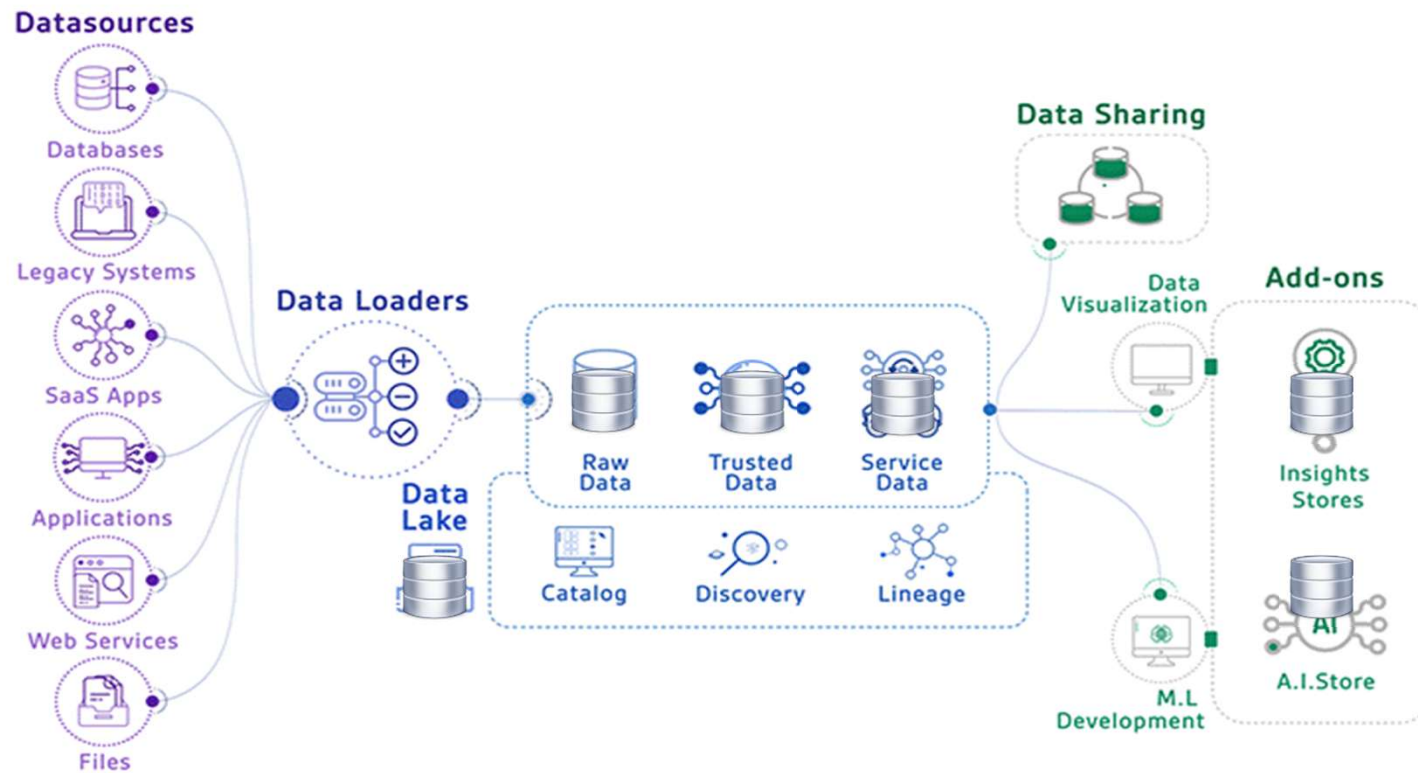 Datasources
Databases
Legacy Systems
SaaS Apps
Applications
Web Services
Files
Data Loaders
Data
Lake
Raw
Data
Trusted
Data
Service
Data
Catalog
Discovery
Lineage
Data Sharing
Data
Visualization
M.L
Development
Add-ons
Insights
Stores
AI
A.I.Store